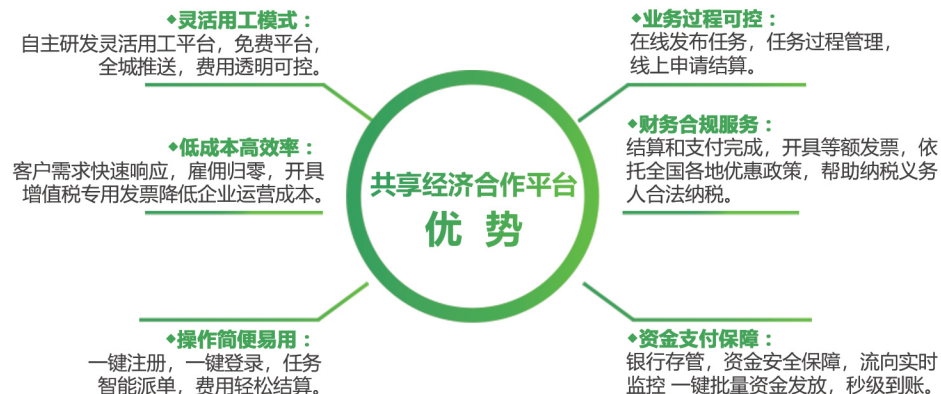 ◆灵活用工模式：
自主研发灵活用工平台，免费平台，
全城推送，费用透明可控。
◆低成本高效率：
客户需求快速响应，雇佣归零，开具
增值税专用发票降低企业运营成本。
◆操作简便易用：
一键注册，一键登录，任务
智能派单，费用轻松结算。
共享经济合作平台
优 势
◆业务过程可控：
在线发布任务，任务过程管理，
线上申请结算。
◆财务合规服务：
结算和支付完成，开具等额发票，依
托全国各地优惠政策，帮助纳税义务
人合法纳税。
◆资金支付保障：
银行存管，资金安全保障，流向实时
监控 一键批量资金发放，秒级到账。